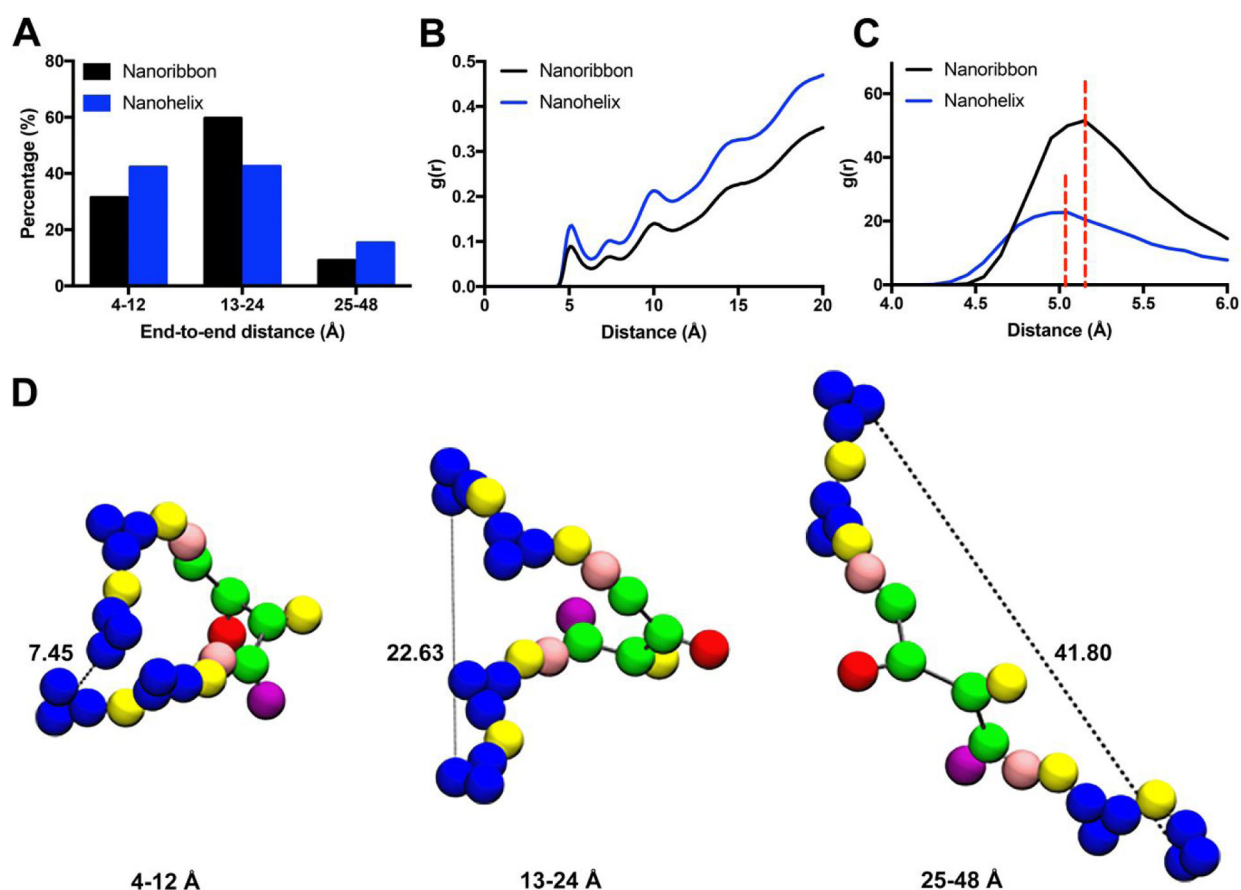 A
80
60
40
20
0
Percentage (%)
Nanoribbon
Nanohelix
4-12
13-24
25-48
End-to-end distance (Å)
B
0.5
0.4
0.3
0.2
0.1
0.0
g(r)
Nanoribbon
Nanohelix
0
5
10
15
20
Distance (Å)
C
60
40
20
0
g(r)
Nanoribbon
Nanohelix
4.0
4.5
5.0
5.5
6.0
Distance (Å)
D
7.45
22.63
41.80
4-12 Å
13-24 Å
25-48 Å